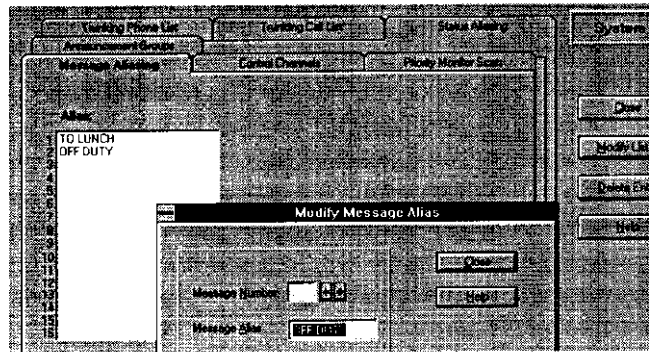 Trunking Phone List
Trunking Call List
Status Aliasing
System
Announcement Groups
Message Aliasing
Control Channels
Priority Monitor Scan
Alias
1 TO LUNCH
2 OFF DUTY
3
4
5
6
7
8
9
10
11
12
13
14
15
Close
Modify List
Help
Modify Message Alias
Close
Message Number
Help
Message Alias
OFF DUTY